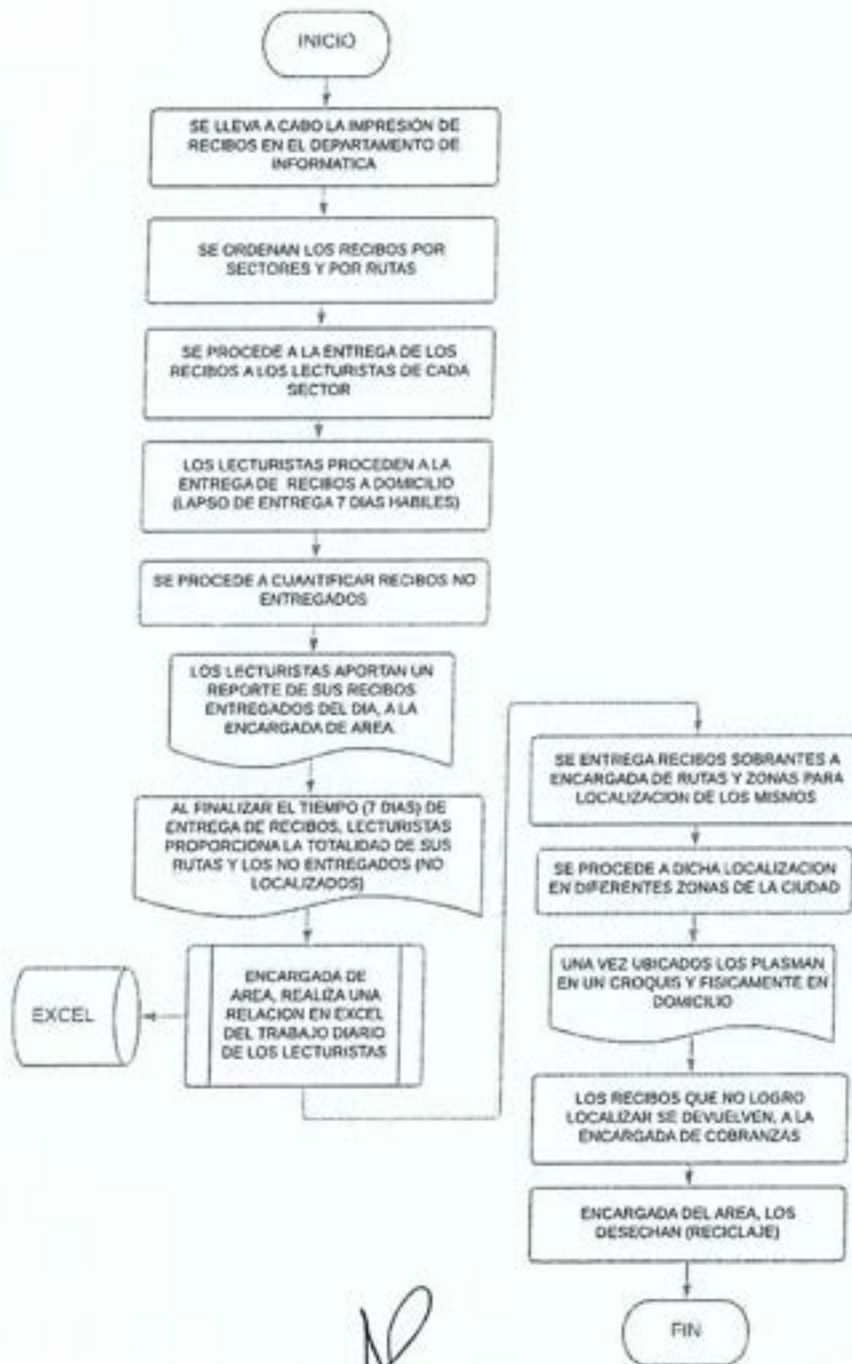 INICIO
SE LLEVA A CABO LA IMPRESIÓN DE
RECIBOS EN EL DEPARTAMENTO DE
INFORMATICA
SE ORDENAN LOS RECIBOS POR
SECTORES Y POR RUTAS
SE PROCEDE A LA ENTREGA DE LOS
RECIBOS A LOS LECTURISTAS DE CADA
SECTOR
LOS LECTURISTAS PROCEDEN A LA
ENTREGA DE RECIBOS A DOMICILIO
(LAPSO DE ENTREGA 7 DIAS HABILES)
SE PROCEDE A CUANTIFICAR RECIBOS NO
ENTREGADOS
LOS LECTURISTAS APORTAN UN
REPORTE DE SUS RECIBOS
ENTREGADOS DEL DIA, A LA
ENCARGADA DE AREA.
AL FINALIZAR EL TIEMPO (7 DIAS) DE
ENTREGA DE RECIBOS, LECTURISTAS
PROPORCIONA LA TOTALIDAD DE SUS
RUTAS Y LOS NO ENTREGADOS (NO
LOCALIZADOS)
ENCARGADA DE
AREA, REALIZA UNA
RELACION EN EXCEL
DEL TRABAJO DIARIO
DE LOS LECTURISTAS
EXCEL
SE ENTREGA RECIBOS SOBRANTES A
ENCARGADA DE RUTAS Y ZONAS PARA
LOCALIZACION DE LOS MISMOS
SE PROCEDE A DICHA LOCALIZACION
EN DIFERENTES ZONAS DE LA CIUDAD
UNA VEZ UBICADOS LOS PLASMAN
EN UN CROQUIS Y FISICAMENTE EN
DOMICILIO
LOS RECIBOS QUE NO LOGRO
LOCALIZAR SE DEVUELVEN, A LA
ENCARGADA DE COBRANZAS
ENCARGADA DEL AREA, LOS
DESECHAN (RECICLAJE)
FIN